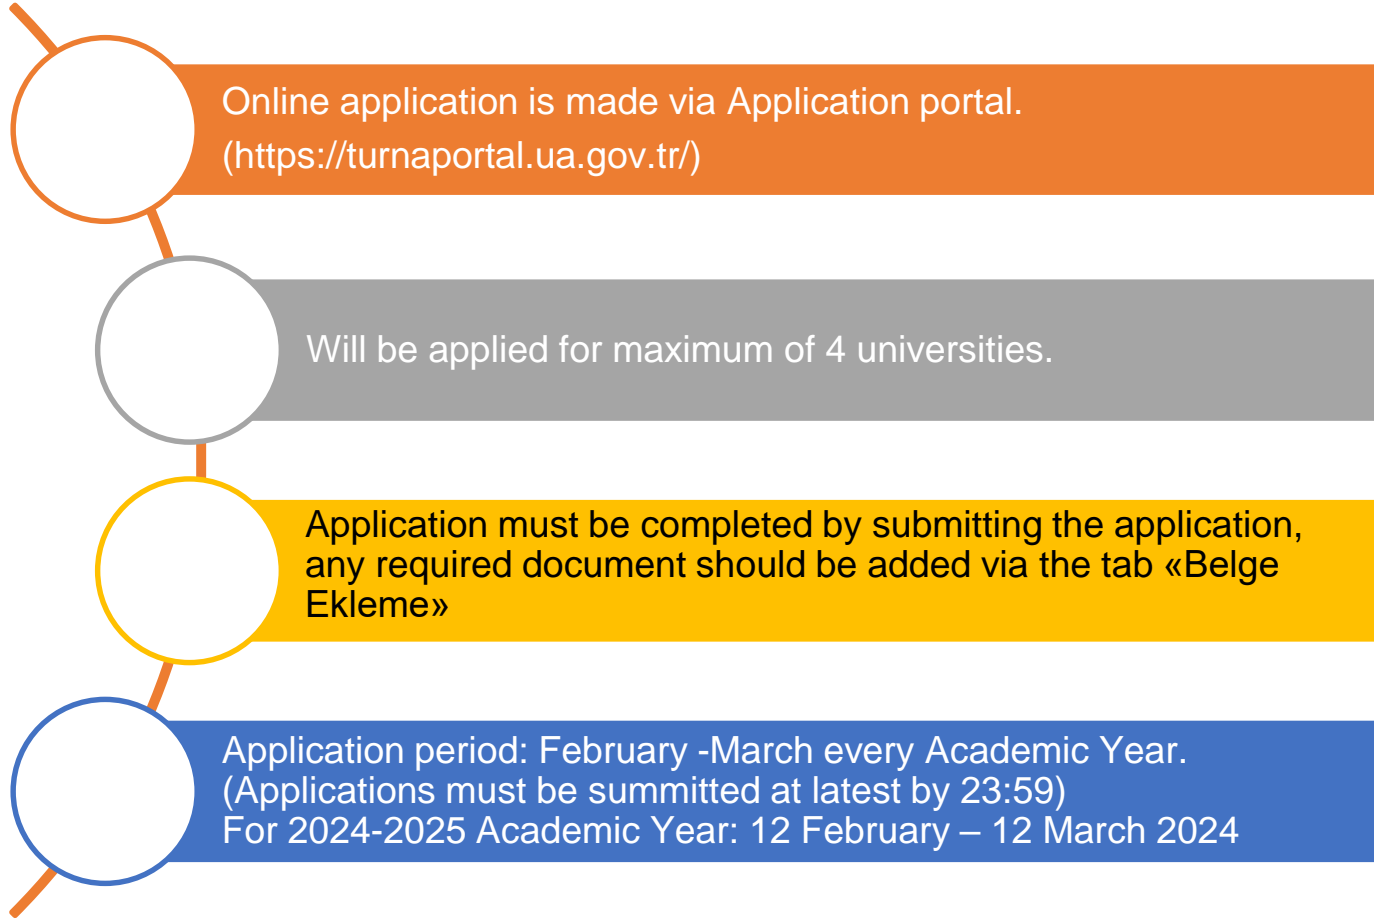 Online application is made via Application portal.
(https://turnaportal.ua.gov.tr/)
Will be applied for maximum of 4 universities.
Application must be completed by submitting the application,
any required document should be added via the tab «Belge
Ekleme»
Application period: February -March every Academic Year.
(Applications must be summitted at latest by 23:59)
For 2024-2025 Academic Year: 12 February – 12 March 2024